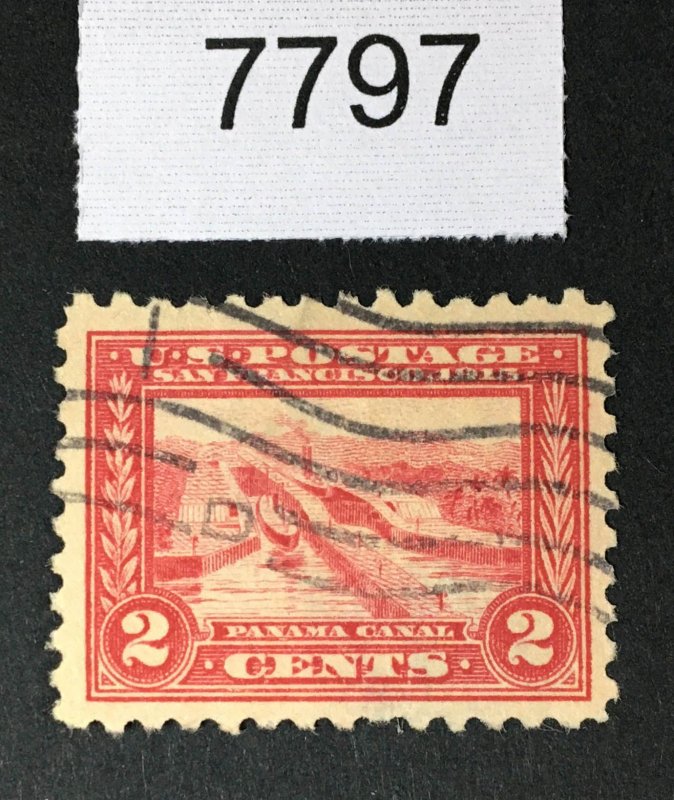 7797
U.S. POSTAGE
SAN FRANCISCO. 1915
PANAMA CANAL
2 CENTS 2
D